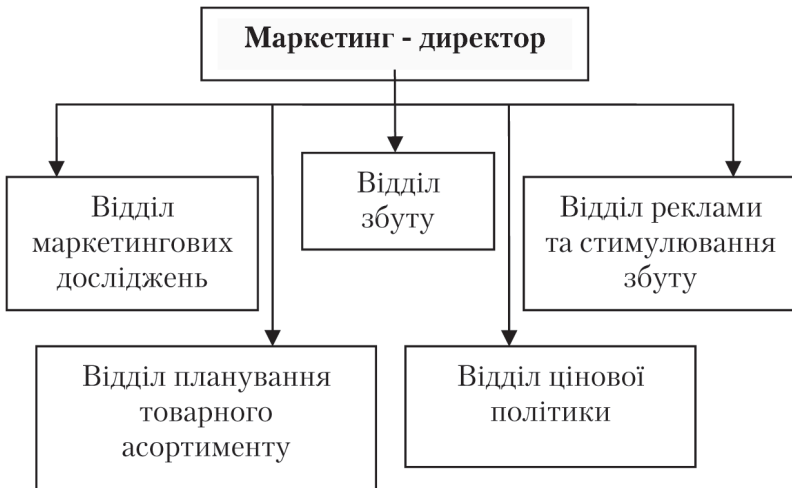 Маркетинг - директор
Відділ
маркетингових
досліджень
Відділ
збуту
Відділ реклами
та стимулювання
збуту
Відділ планування
товарного
асортименту
Відділ цінової
політики